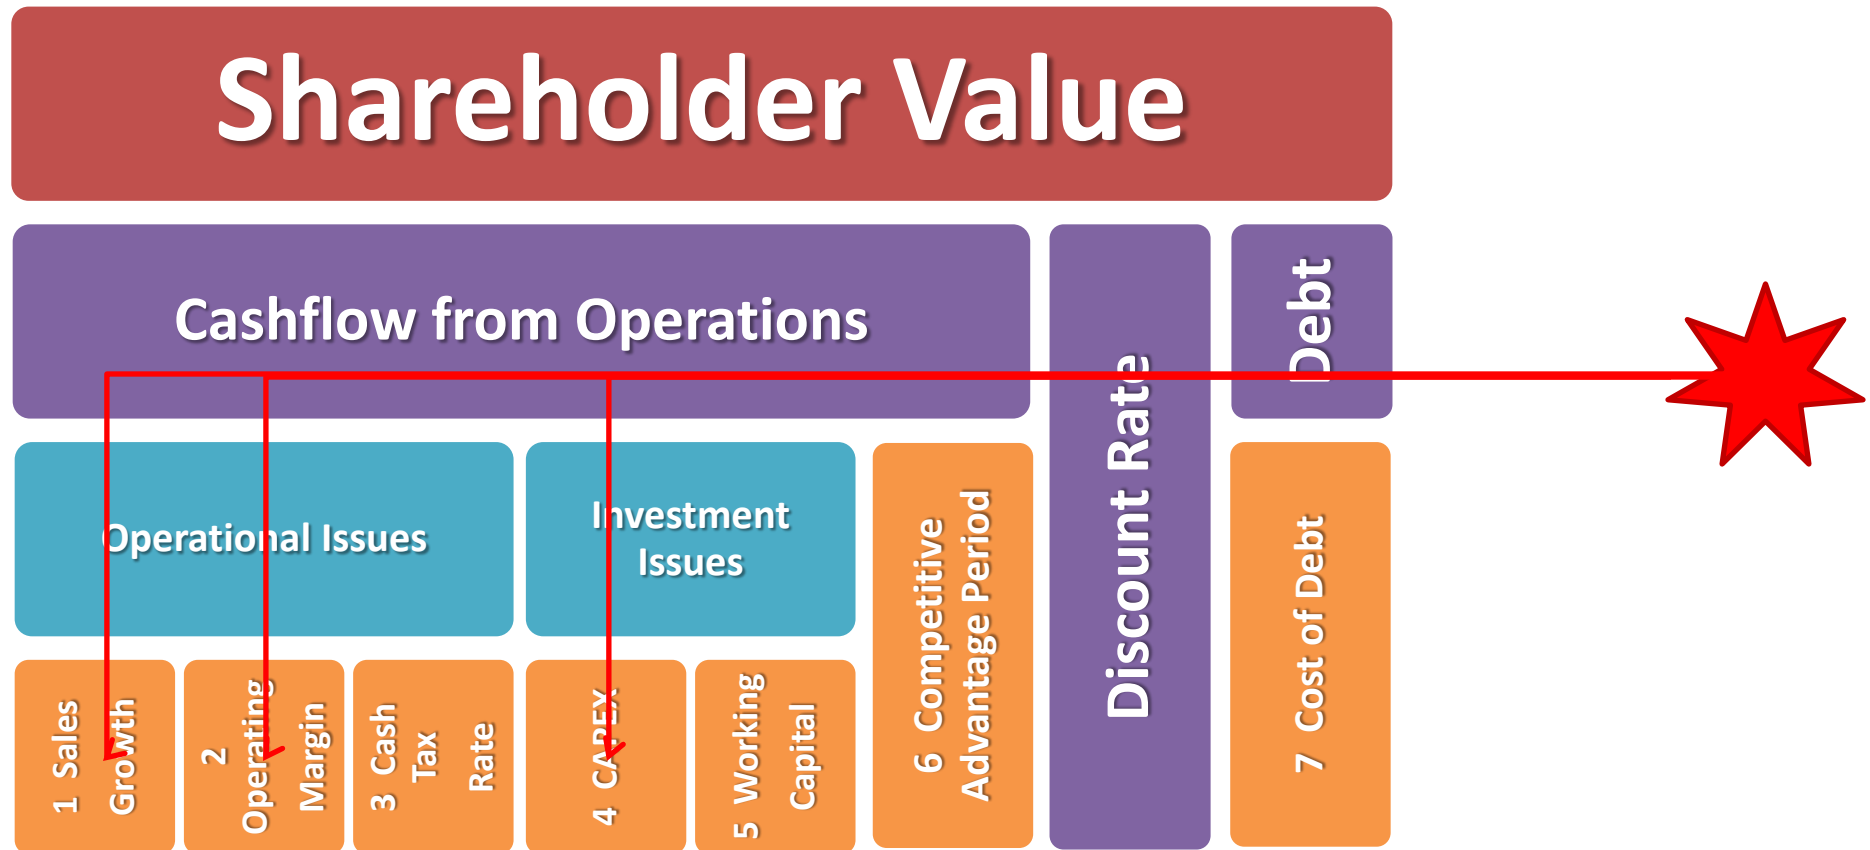 Shareholder Value
Cashflow from Operations
Discount Rate
Debt
Operational Issues
Investment
Issues
1 Sales
Growth
2
Operating
Margin
3 Cash
Tax
Rate
4 CAPEX
5 Working
Capital
6 Competitive
Advantage Period
7 Cost of Debt